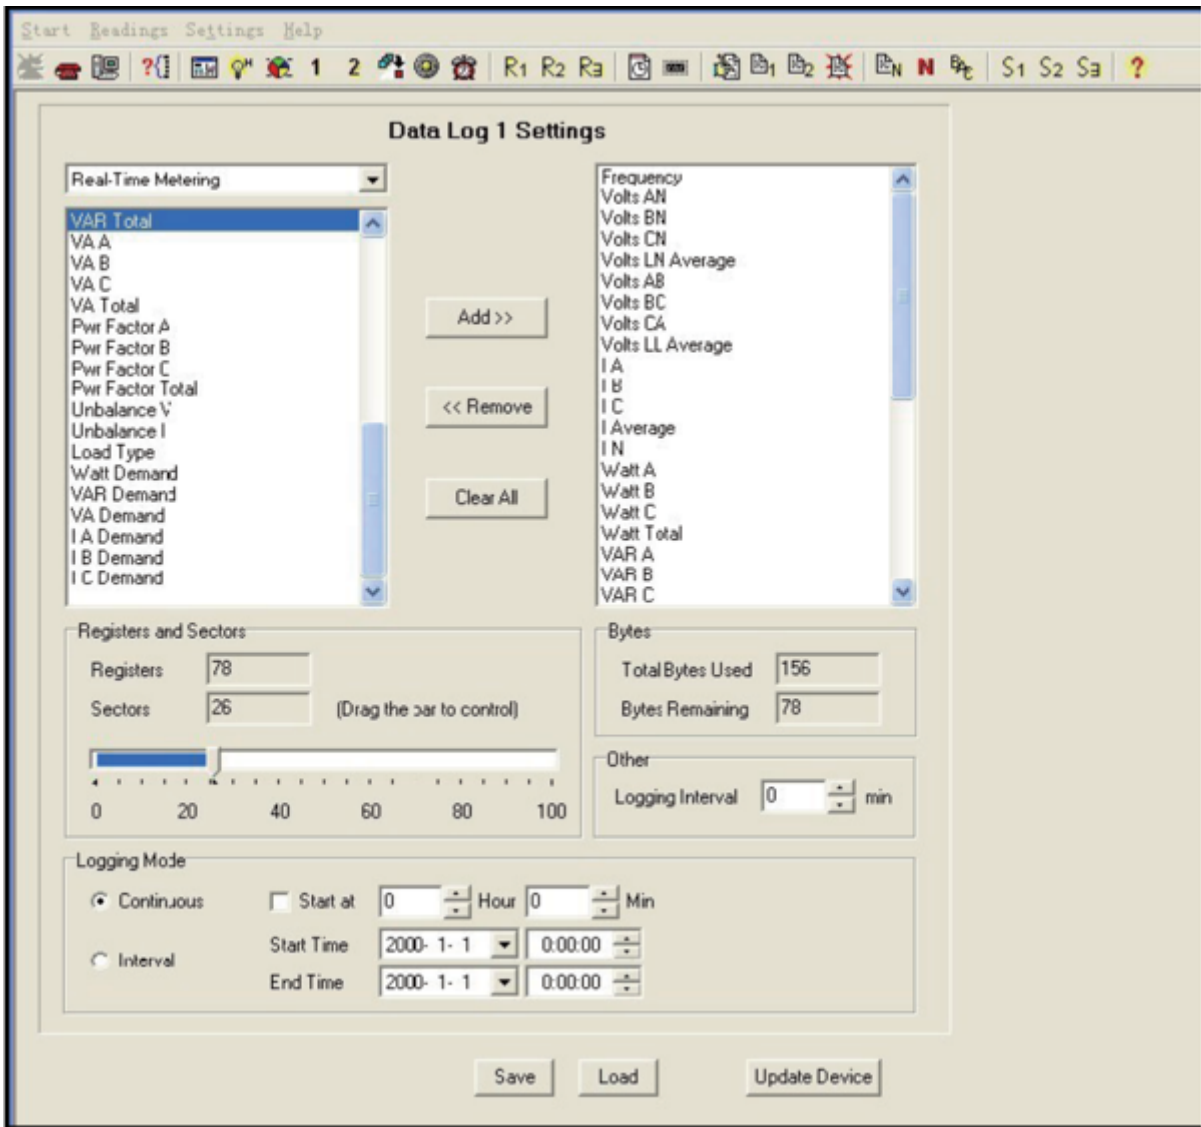 Start Readings Settings Help
?{} 1 2 R1 R2 R3 1 2 N N S1 S2 S3 ?
Data Log 1 Settings
Real-Time Metering
VAR Total
VA A
VA B
VA C
VA Total
Pwr Factor A
Pwr Factor B
Pwr Factor C
Pwr Factor Total
Unbalance V
Unbalance I
Load Type
Watt Demand
VAR Demand
VA Demand
I A Demand
I B Demand
I C Demand
Add >>
<< Remove
Clear All
Frequency
Volts AN
Volts BN
Volts CN
Volts LN Average
Volts AB
Volts BC
Volts CA
Volts LL Average
I A
I B
I C
I Average
I N
Watt A
Watt B
Watt C
Watt Total
VAR A
VAR B
VAR C
Registers and Sectors
Registers 78
Sectors 26 (Drag the bar to control)
0 20 40 60 80 100
Bytes
Total Bytes Used 156
Bytes Remaining 78
Other
Logging Interval 0 min
Logging Mode
Continuous Start at 0 Hour 0 Min
Interval
Start Time 2000- 1- 1 0:00:00
End Time 2000- 1- 1 0:00:00
Save Load Update Device